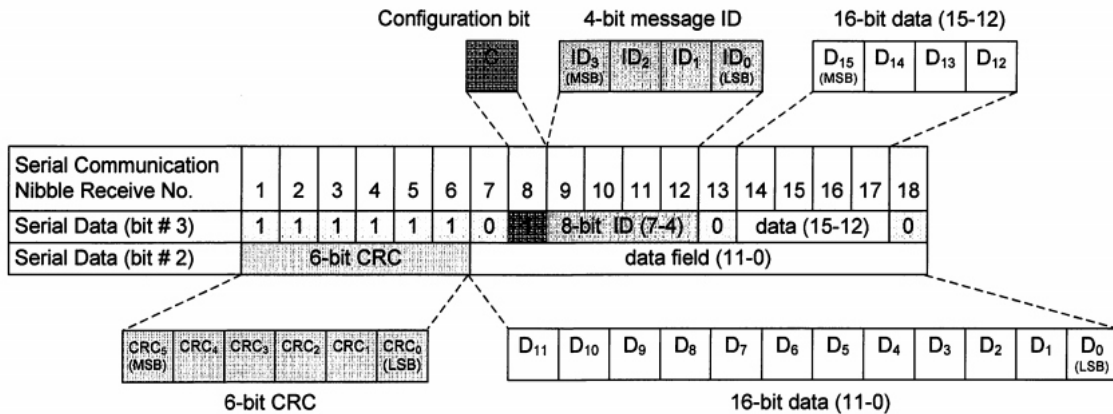 Configuration bit 4-bit message ID 16-bit data (15-12)
C ID3 ID2 ID1 ID0 D15 D14 D13 D12
(MSB) (LSB) (MSB)
Serial Communication
Nibble Receive No. 1 2 3 4 5 6 7 8 9 10 11 12 13 14 15 16 17 18
Serial Data (bit # 3) 1 1 1 1 1 1 0 1 8-bit ID (7-4) 0 data (15-12) 0
Serial Data (bit # 2) 6-bit CRC data field (11-0)
CRC5 CRC4 CRC3 CRC2 CRC1 CRC0 D11 D10 D9 D8 D7 D6 D5 D4 D3 D2 D1 D0
(MSB) (LSB) (LSB)
6-bit CRC 16-bit data (11-0)